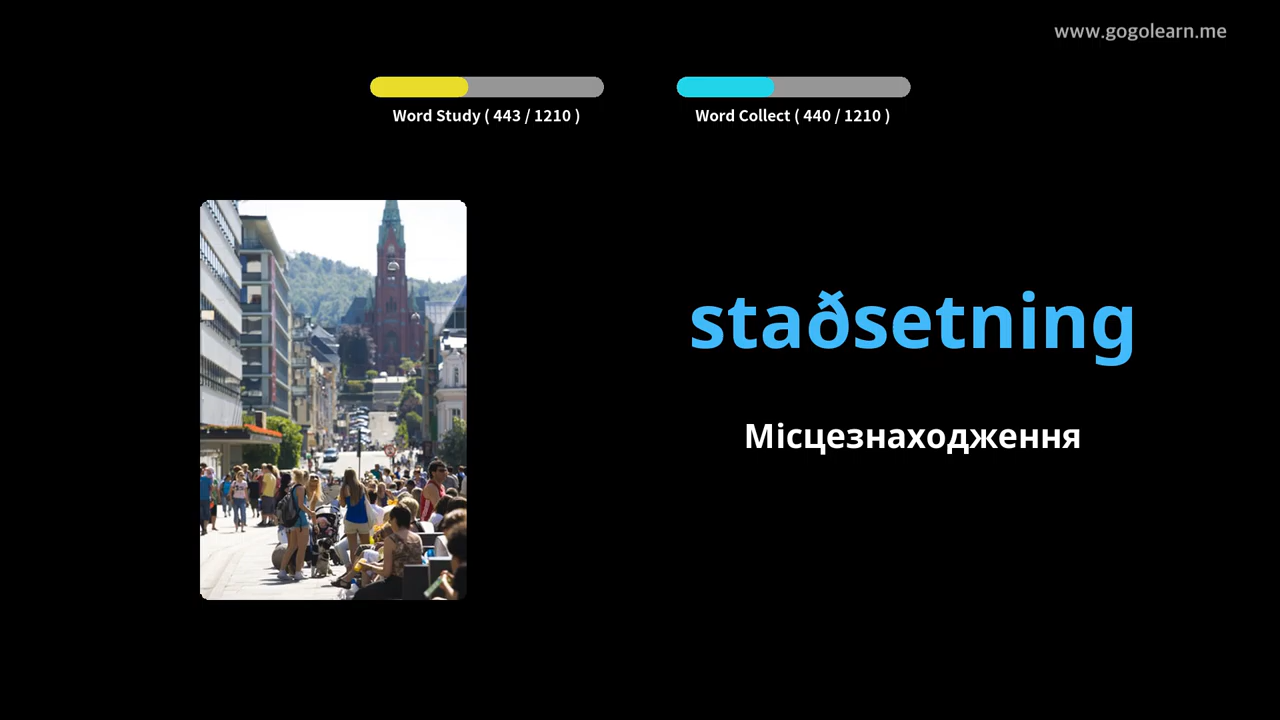 www.gogolearn.me
Word Study ( 443 / 1210 )
Word Collect ( 440 / 1210 )
staðsetning
Місцезнаходження